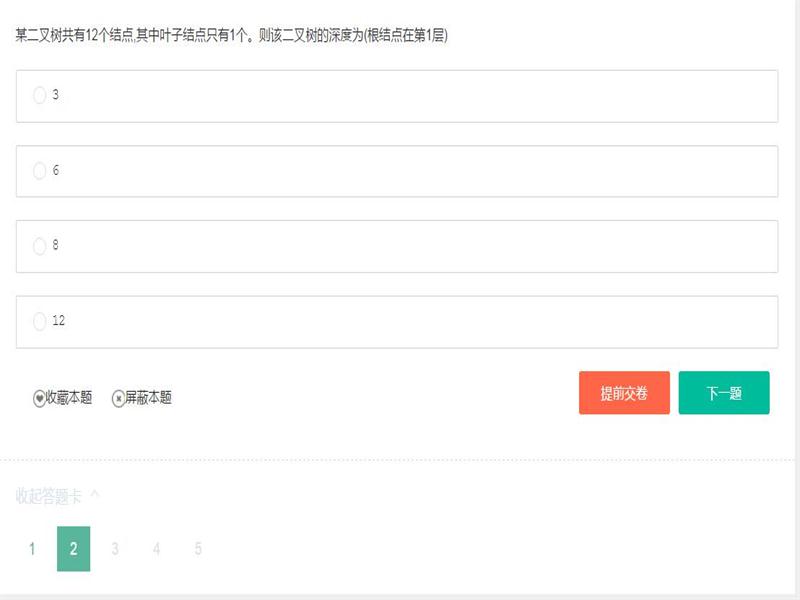 某二叉树共有12个结点,其中叶子结点只有1个。则该二叉树的深度为(根结点在第1层)
3
6
8
12
收藏本题 屏蔽本题 提前交卷 下一题
收起答题卡 ^
1 2 3 4 5